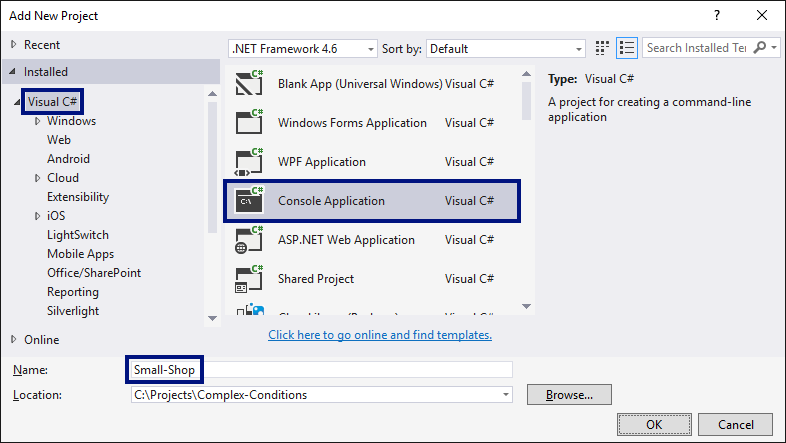 Add New Project
? 
Recent
.NET Framework 4.6 Sort by: Default Search Installed Te
Installed
Visual C#
Windows
Web
Android
Cloud
Extensibility
iOS
LightSwitch
Mobile Apps
Office/SharePoint
Reporting
Silverlight
Online
Blank App (Universal Windows) Visual C#
Windows Forms Application Visual C#
WPF Application Visual C#
C:\ Console Application Visual C#
ASP.NET Web Application Visual C#
Shared Project Visual C#
Click here to go online and find templates.
Type: Visual C#
A project for creating a command-line
application
Name: Small-Shop
Location: C:\Projects\Complex-Conditions Browse...
OK Cancel